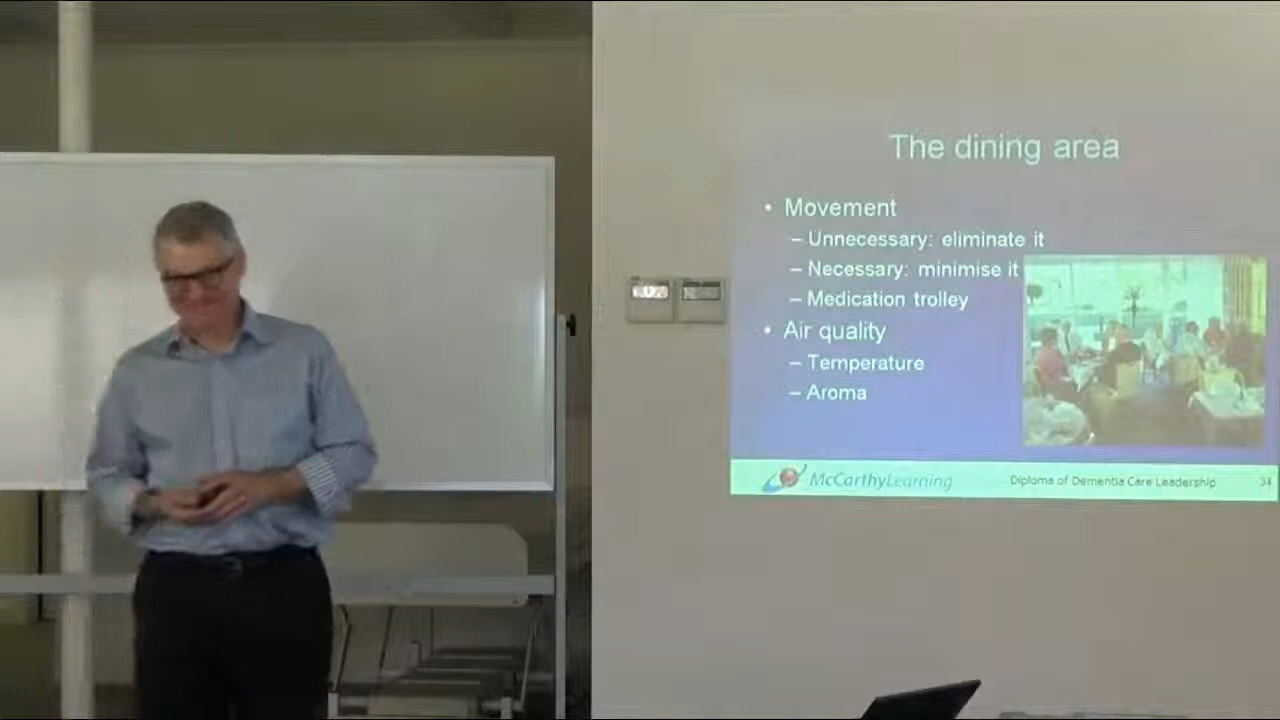 The dining area
• Movement
– Unnecessary: eliminate it
– Necessary: minimise it
– Medication trolley
• Air quality
– Temperature
– Aroma
McCarthyLearning
Diploma of Dementia Care Leadership
34